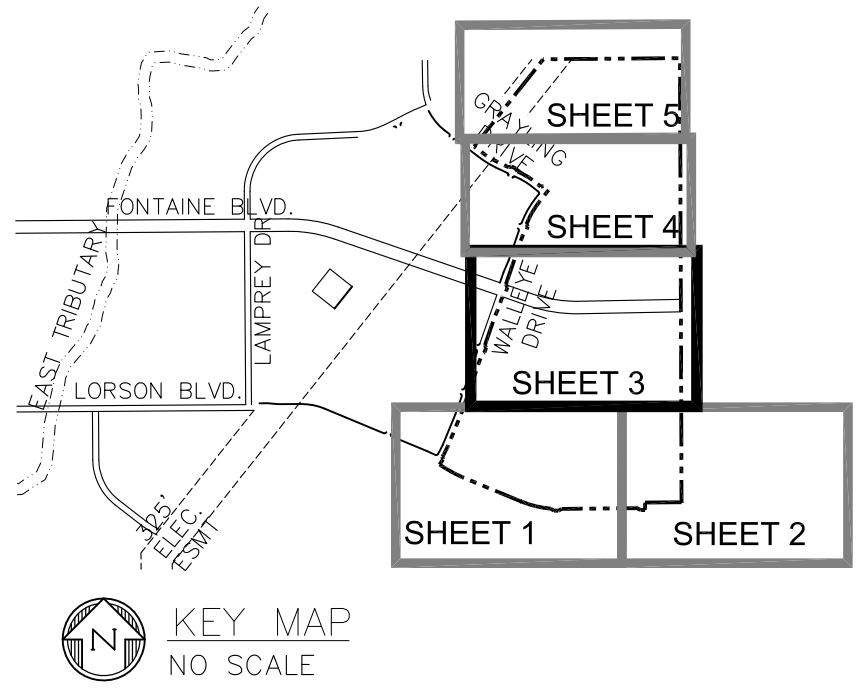 SHEET 5
GRAYLING
DRIVE
FONTAINE BLVD.
SHEET 4
EAST TRIBUTARY
LAMPREY DR
WALLEYE
DRIVE
SHEET 3
LORSON BLVD.
325'
ELEC.
ESMT
SHEET 1
SHEET 2
N
KEY MAP
NO SCALE